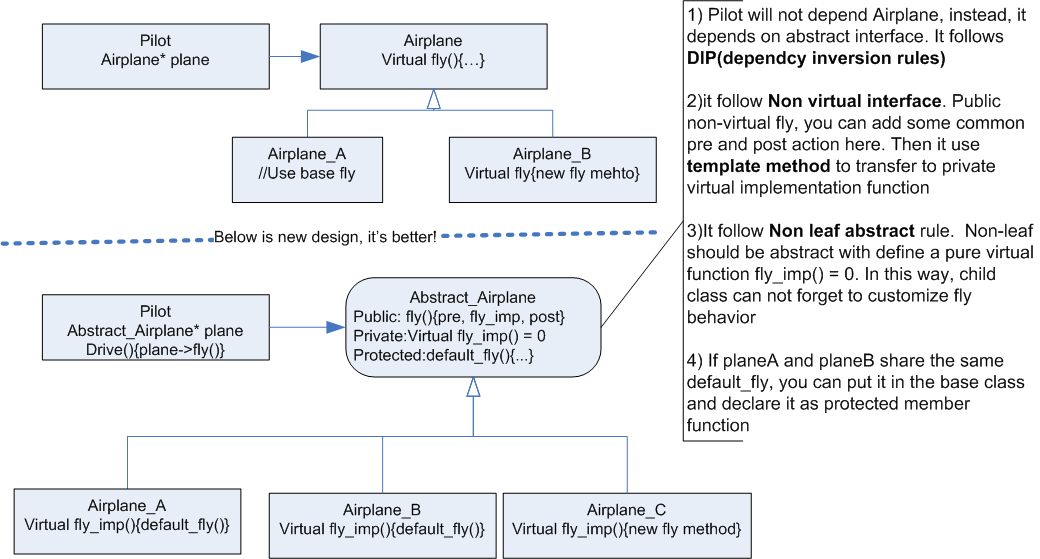 Pilot
Airplane* plane
Airplane
Virtual fly(){…}
Airplane_A
//Use base fly
Airplane_B
Virtual fly{new fly mehto}
Below is new design, it's better!
Pilot
Abstract_Airplane* plane
Drive(){plane->fly()}
Abstract_Airplane
Public: fly(){pre, fly_imp, post}
Private:Virtual fly_imp() = 0
Protected:default_fly(){...}
Airplane_A
Virtual fly_imp(){default_fly()}
Airplane_B
Virtual fly_imp(){default_fly()}
Airplane_C
Virtual fly_imp(){new fly method}
1) Pilot will not depend Airplane, instead, it
depends on abstract interface. It follows
DIP(dependcy inversion rules)
2)it follow Non virtual interface. Public
non-virtual fly, you can add some common
pre and post action here. Then it use
template method to transfer to private
virtual implementation function
3)It follow Non leaf abstract rule.  Non-leaf
should be abstract with define a pure virtual
function fly_imp() = 0. In this way, child
class can not forget to customize fly
behavior
4) If planeA and planeB share the same
default_fly, you can put it in the base class
and declare it as protected member
function